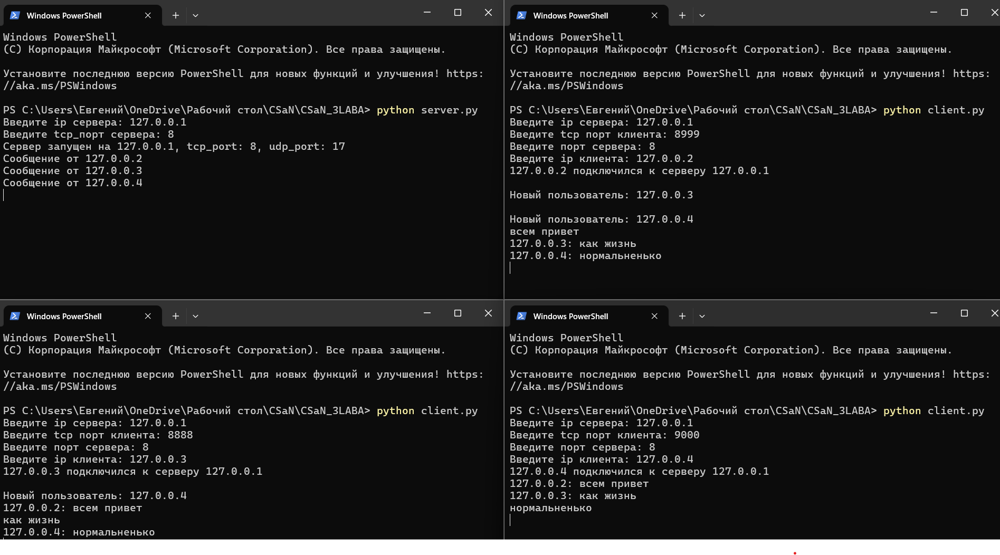 Windows PowerShell
Windows PowerShell
(C) Корпорация Майкрософт (Microsoft Corporation). Все права защищены.
Установите последнюю версию PowerShell для новых функций и улучшения! https:
//aka.ms/PSWindows
PS C:\Users\Евгений\OneDrive\Рабочий стол\CSaN\CSaN_3LABA> python server.py
Введите ip сервера: 127.0.0.1
Введите tcp_порт сервера: 8
Сервер запущен на 127.0.0.1, tcp_port: 8, udp_port: 17
Сообщение от 127.0.0.2
Сообщение от 127.0.0.3
Сообщение от 127.0.0.4
Windows PowerShell
Windows PowerShell
(C) Корпорация Майкрософт (Microsoft Corporation). Все права защищены.
Установите последнюю версию PowerShell для новых функций и улучшения! https:
//aka.ms/PSWindows
PS C:\Users\Евгений\OneDrive\Рабочий стол\CSaN\CSaN_3LABA> python client.py
Введите ip сервера: 127.0.0.1
Введите tcp порт клиента: 8999
Введите порт сервера: 8
Введите ip клиента: 127.0.0.2
127.0.0.2 подключился к серверу 127.0.0.1
Новый пользователь: 127.0.0.3
Новый пользователь: 127.0.0.4
всем привет
127.0.0.3: как жизнь
127.0.0.4: нормальненько
Windows PowerShell
Windows PowerShell
(C) Корпорация Майкрософт (Microsoft Corporation). Все права защищены.
Установите последнюю версию PowerShell для новых функций и улучшения! https:
//aka.ms/PSWindows
PS C:\Users\Евгений\OneDrive\Рабочий стол\CSaN\CSaN_3LABA> python client.py
Введите ip сервера: 127.0.0.1
Введите tcp порт клиента: 8888
Введите порт сервера: 8
Введите ip клиента: 127.0.0.3
127.0.0.3 подключился к серверу 127.0.0.1
Новый пользователь: 127.0.0.4
127.0.0.2: всем привет
как жизнь
127.0.0.4: нормальненько
Windows PowerShell
Windows PowerShell
(C) Корпорация Майкрософт (Microsoft Corporation). Все права защищены.
Установите последнюю версию PowerShell для новых функций и улучшения! https:
//aka.ms/PSWindows
PS C:\Users\Евгений\OneDrive\Рабочий стол\CSaN\CSaN_3LABA> python client.py
Введите ip сервера: 127.0.0.1
Введите tcp порт клиента: 9000
Введите порт сервера: 8
Введите ip клиента: 127.0.0.4
127.0.0.4 подключился к серверу 127.0.0.1
127.0.0.2: всем привет
127.0.0.3: как жизнь
нормальненько